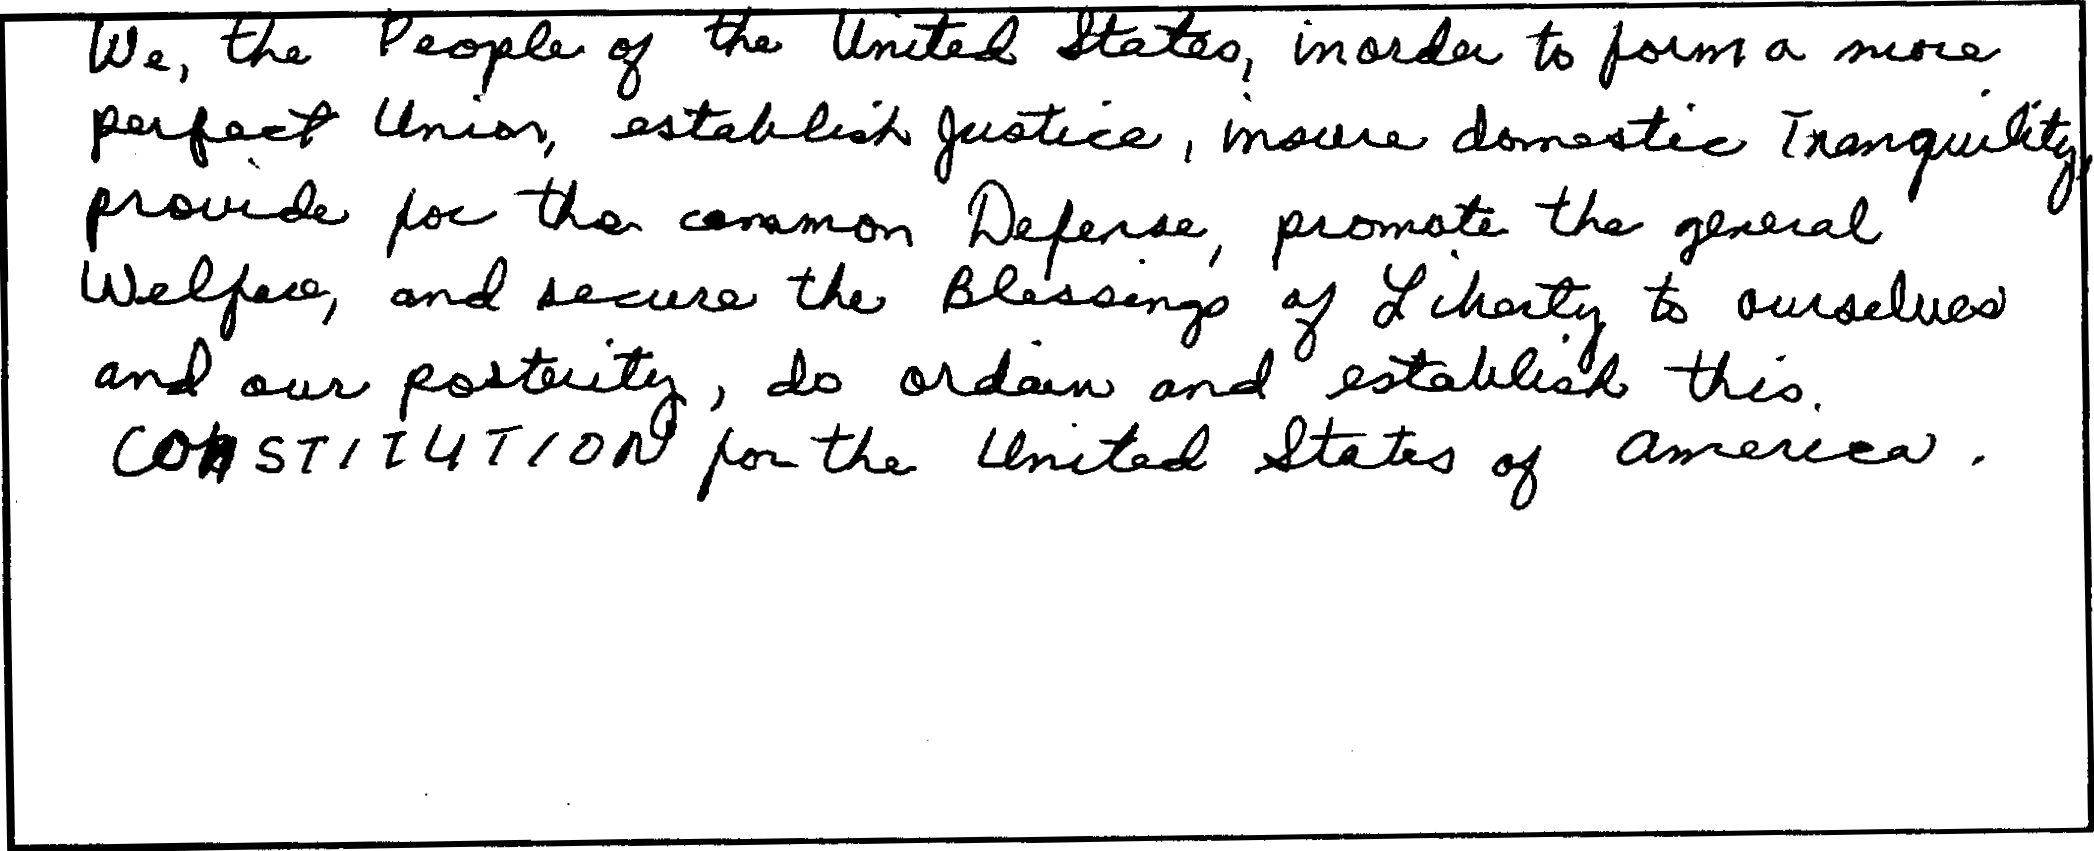 We, the People of the United States, inorder to form a more
perfect Union, establish Justice, insure domestic Tranquility,
provide for the common Defense, promote the general
Welfare, and secure the Blessings of Liberty to ourselves
and our posterity, do ordain and establish this.
CONSTITUTION for the United States of America.